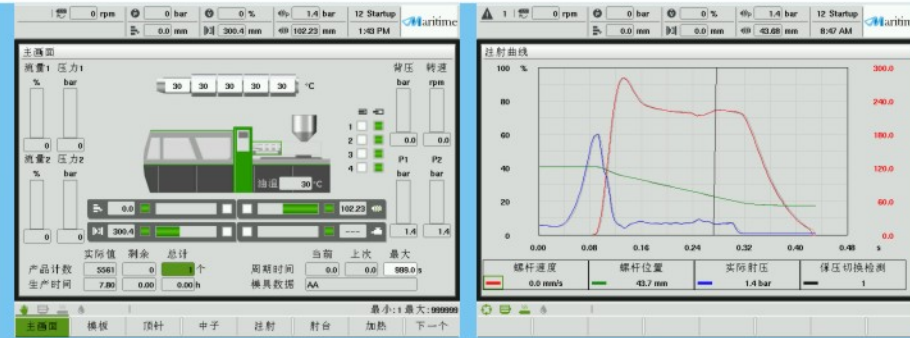 0 rpm 0 bar 0 % 1.4 bar 12 Startup
0.0 mm 300.4 mm 102.23 mm 1:43 PM
Maritime
主画面
流量1 压力1
% bar
30 30 30 30 30 °C
背压 转速
bar rpm
1
2
3
4
0 0
0.0 0.0
流量2 压力2
% bar
油温 30 °C
P1 P2
bar bar
0.0 102.23
300.4 ---
0 0
1.4 1.4
实际值 剩余 总计
产品计数 5561 0 1 个
生产时间 7.80 0.00 0.00 h
当前 上次 最大
周期时间 0.0 0.0 999.0 s
模具数据 AA
最小:1 最大:999999
主画面 模板 顶针 中子 注射 射台 加热 下一个
1 0 rpm 0 bar 0 % 1.4 bar 12 Startup
0.0 mm 0.0 mm 43.68 mm 8:47 AM
Maritim
注射曲线
100 % 300.0
80 240.0
60 180.0
40 120.0
20 60.0
0 0.0
0.00 0.08 0.16 0.24 0.32 0.40 0.48 s
螺杆速度 螺杆位置 实际射压 保压切换检测
0.0 mm/s 43.7 mm 1.4 bar 1